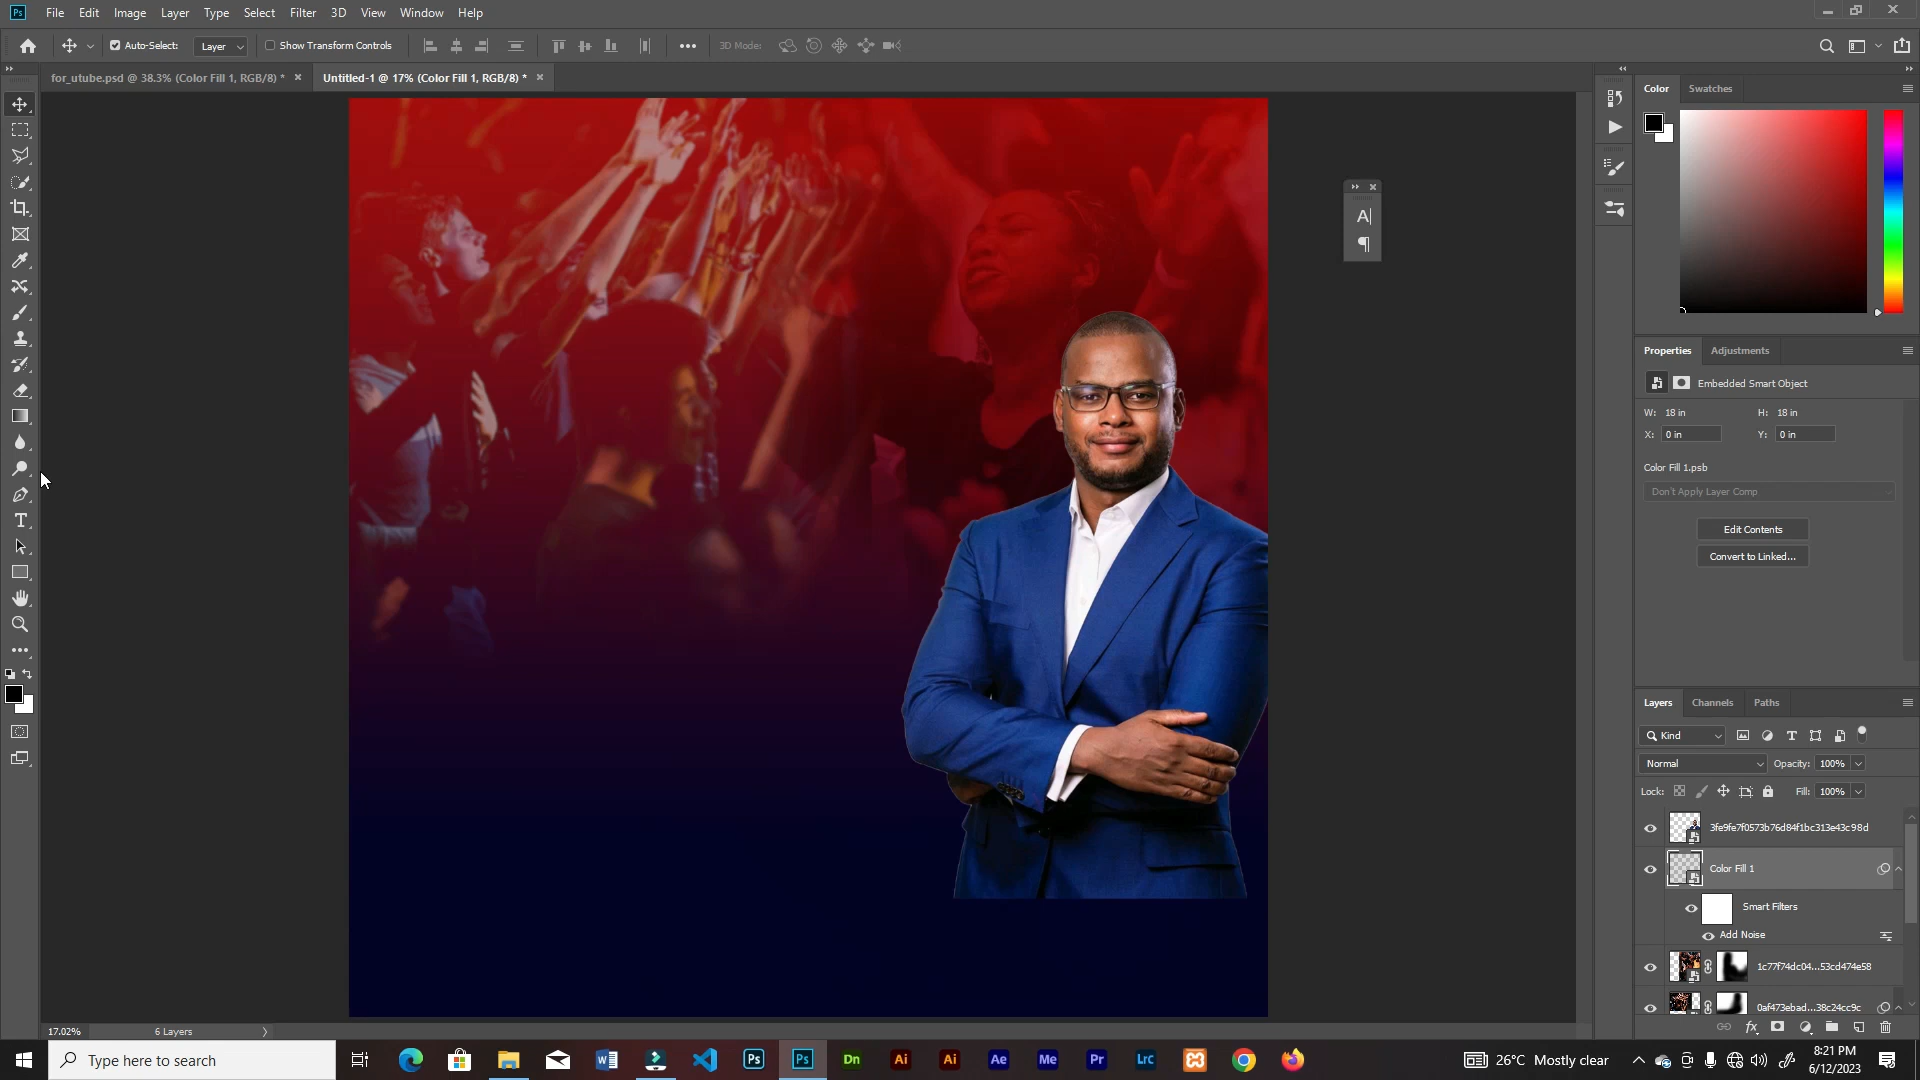 Ps File Edit Image Layer Type Select Filter 3D View Window Help
Auto-Select: Layer Show Transform Controls 3D Mode:
for_utube.psd @ 38.3% (Color Fill 1, RGB/8) *
Untitled-1 @ 17% (Color Fill 1, RGB/8) *
Color Swatches
Properties Adjustments
Embedded Smart Object
W: 18 in H: 18 in
X: 0 in Y: 0 in
Color Fill 1.psb
Don't Apply Layer Comp
Edit Contents
Convert to Linked...
Layers Channels Paths
Kind
Normal Opacity: 100%
Lock: Fill: 100%
3fe9fe7f0573b76d84f1bc313e43c98d
Color Fill 1
Smart Filters
Add Noise
1c77f74dc04...53cd474e58
0af473ebad...38c24cc9c
17.02% 6 Layers
Type here to search
Ps Ps Dn Ai Ai Ae Me Pr Lrc
26°C Mostly clear
8:21 PM
6/12/2023